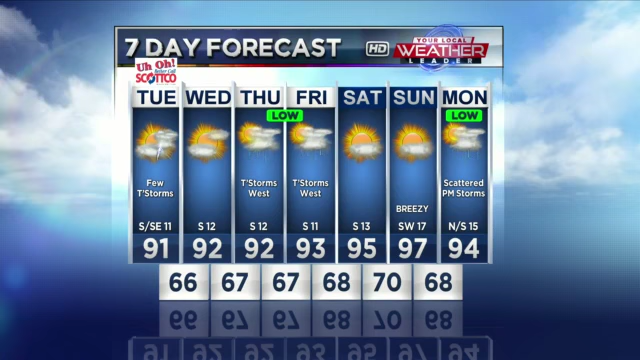 7 DAY FORECAST
HD
YOUR LOCAL
WEATHER
LEADER
Uh Oh!
Better Call
SCOTTCO
TUE WED THU FRI SAT SUN MON
LOW LOW
Few
T'Storms
T'Storms
West
T'Storms
West
Scattered
PM Storms
BREEZY
S/SE 11 S 12 S 12 S 11 S 13 SW 17 N/S 15
91 92 92 93 95 97 94
66 67 67 68 70 68